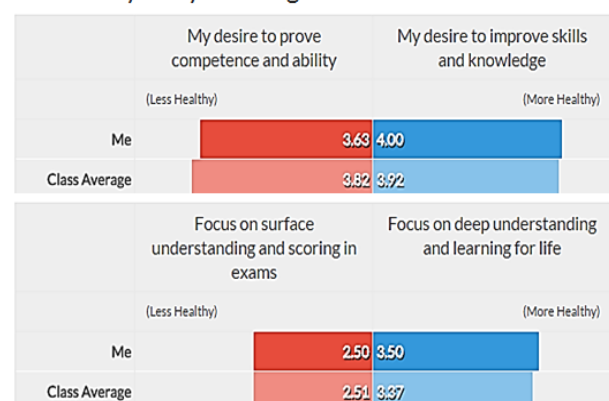 My desire to prove
competence and ability
My desire to improve skills
and knowledge
(Less Healthy)
(More Healthy)
Me 3.63 4.00
Class Average 3.82 3.92
Focus on surface
understanding and scoring in
exams
Focus on deep understanding
and learning for life
(Less Healthy)
(More Healthy)
Me 2.50 3.50
Class Average 2.51 3.37